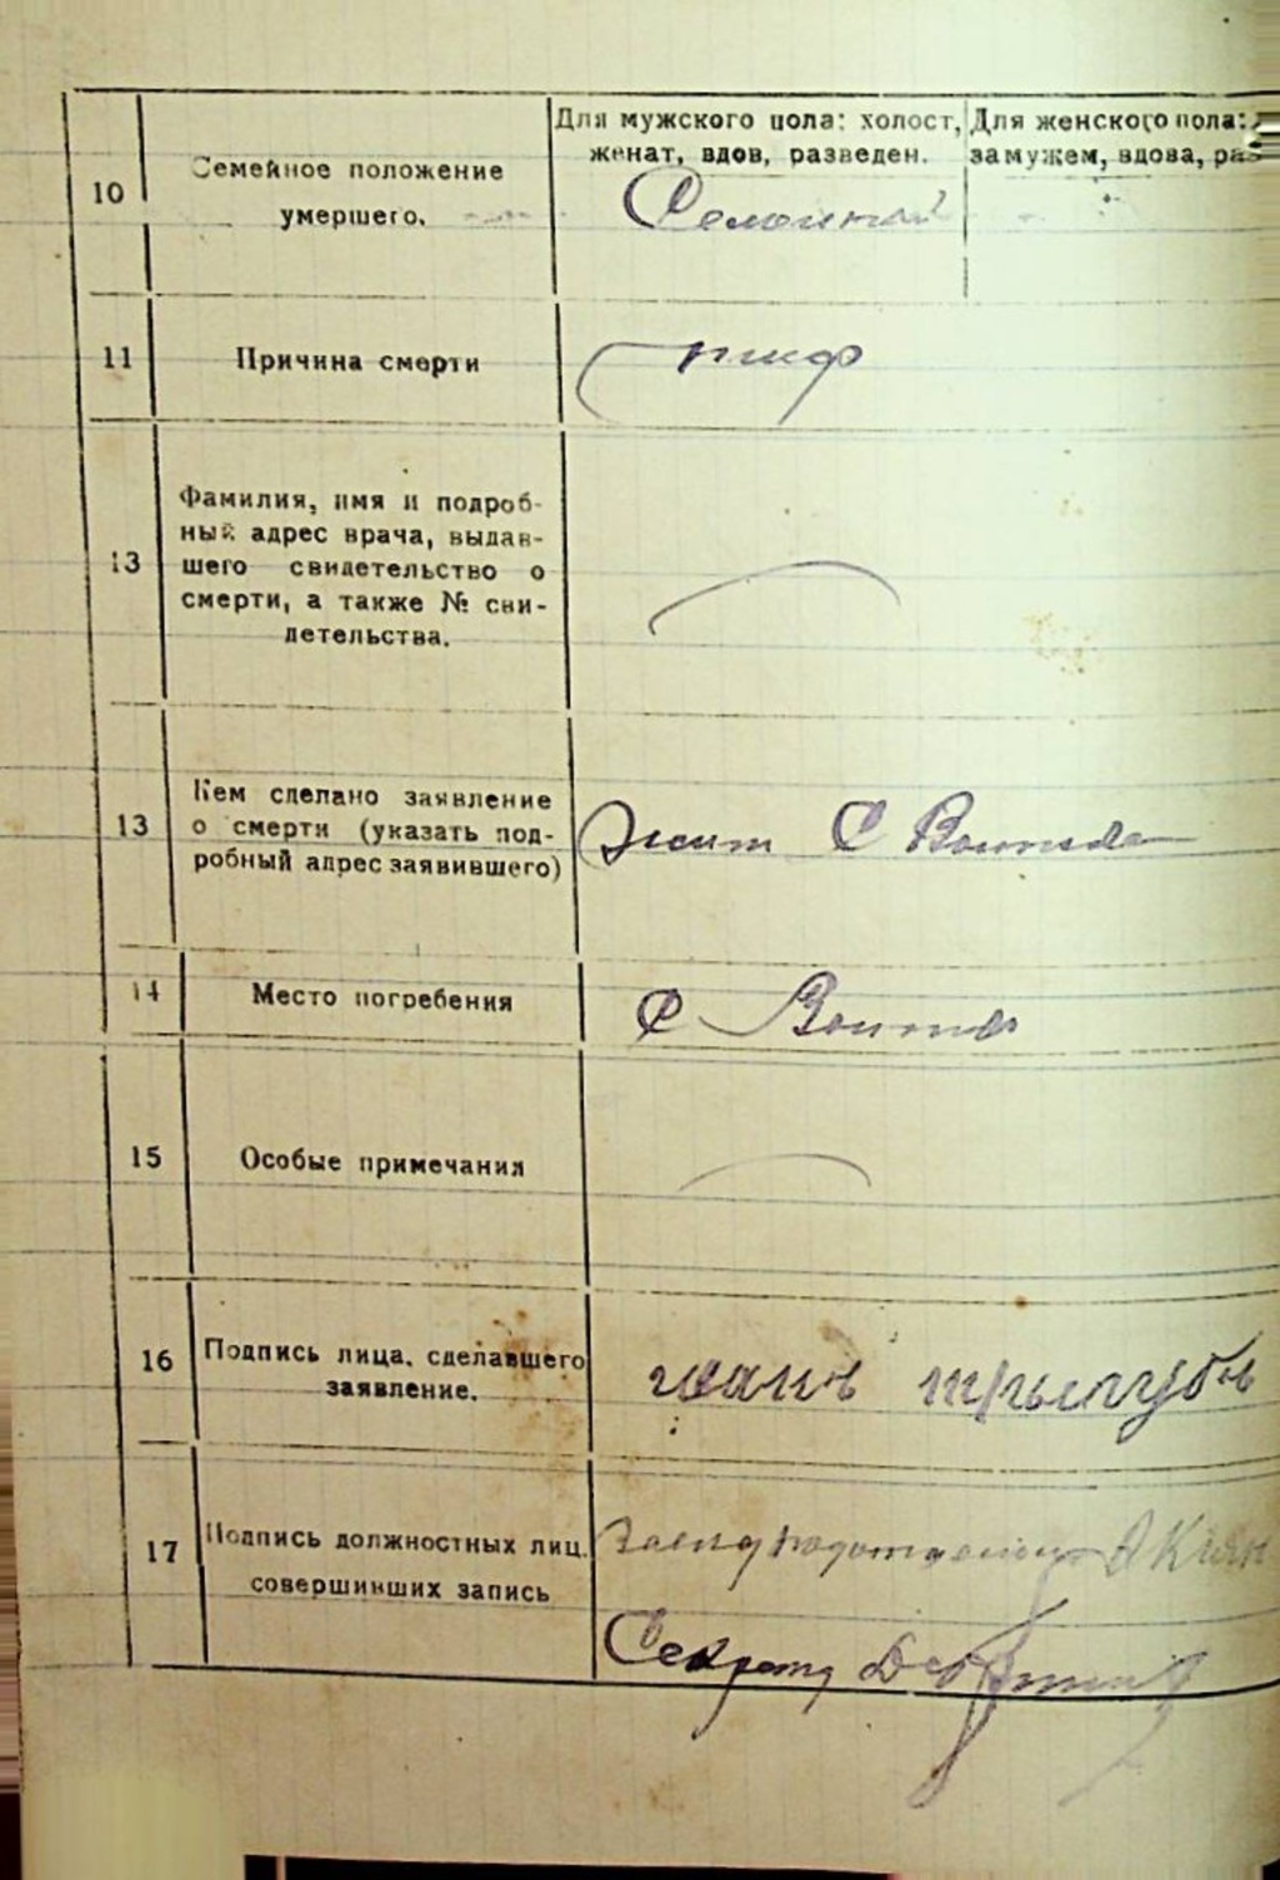 Для мужского пола: холост,
женат, вдов, разведен.
Для женского пола:
замужем, вдова, раз
10
Семейное положение
умершего.
Семейный
11
Причина смерти
тиф
13
Фамилия, имя и подроб-
ный адрес врача, выдав-
шего свидетельство о
смерти, а также № сви-
детельства.
13
Кем сделано заявление
о смерти (указать под-
робный адрес заявившего)
Жит С
14
Место погребения
С
15
Особые примечания
16
Подпись лица, сделавшего
заявление.
17
Подпись должностных лиц,
совершивших запись
Секрет